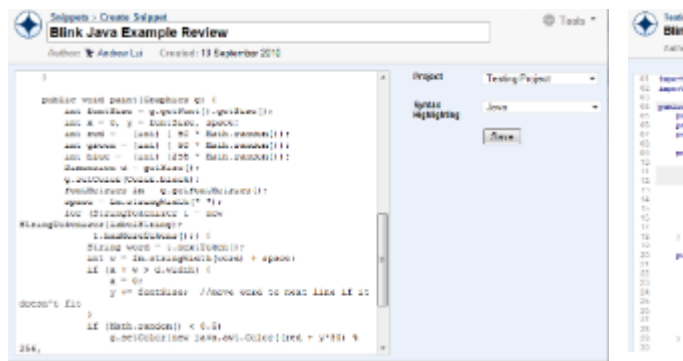 Snippets > Create Snippet
Blink Java Example Review
Tools
Author: Andrew Lui Created: 13 September 2010
Project
Testing Project
Syntax Highlighting
Java
Save
}
public void paint(Graphics g) {
int fontSize = g.getFont().getSize();
int x = 0, y = fontSize, space;
int red = (int) ( 50 * Math.random());
int green = (int) ( 50 * Math.random());
int blue = (int) (256 * Math.random());
Dimension d = getSize();
g.setColor(Color.black);
FontMetrics fm = g.getFontMetrics();
space = fm.stringWidth(" ");
for (StringTokenizer t = new
StringTokenizer(labelString);
t.hasMoreTokens();) {
String word = t.nextToken();
int w = fm.stringWidth(word) + space;
if (x + w > d.width) {
x = 0;
y += fontSize; //move word to next line if it
doesn't fit
}
if (Math.random() < 0.5)
g.setColor(new java.awt.Color((red + y*30) %
256,